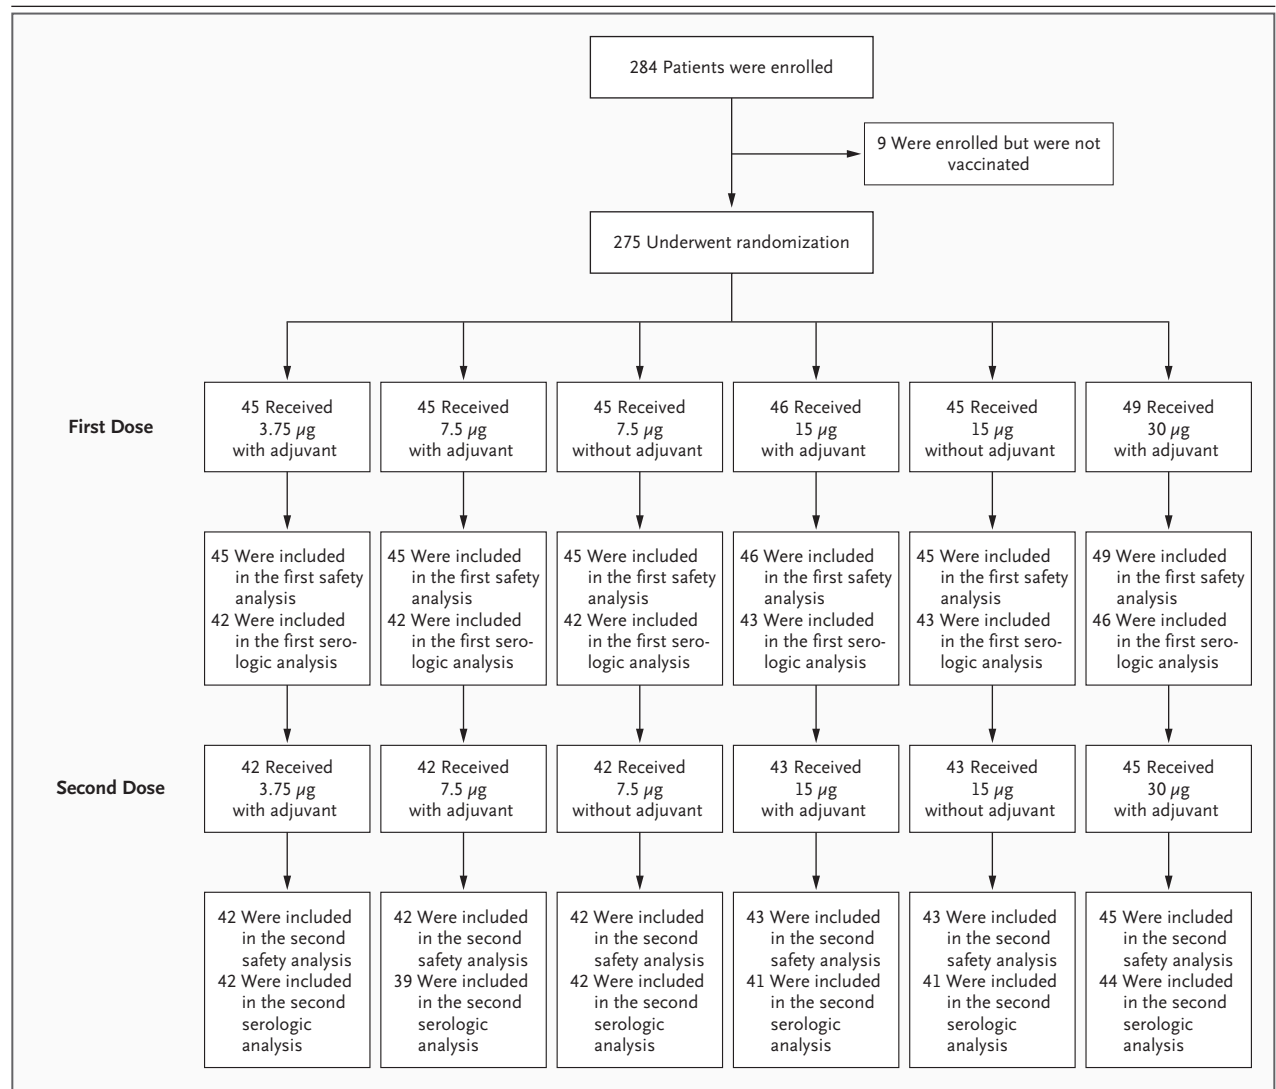 284 Patients were enrolled
9 Were enrolled but were not
vaccinated
275 Underwent randomization
First Dose
45 Received
3.75 µg
with adjuvant
45 Received
7.5 µg
with adjuvant
45 Received
7.5 µg
without adjuvant
46 Received
15 µg
with adjuvant
45 Received
15 µg
without adjuvant
49 Received
30 µg
with adjuvant
45 Were included
in the first safety
analysis
42 Were included
in the first sero-
logic analysis
45 Were included
in the first safety
analysis
42 Were included
in the first sero-
logic analysis
45 Were included
in the first safety
analysis
42 Were included
in the first sero-
logic analysis
46 Were included
in the first safety
analysis
43 Were included
in the first sero-
logic analysis
45 Were included
in the first safety
analysis
43 Were included
in the first sero-
logic analysis
49 Were included
in the first safety
analysis
46 Were included
in the first sero-
logic analysis
Second Dose
42 Received
3.75 µg
with adjuvant
42 Received
7.5 µg
with adjuvant
42 Received
7.5 µg
without adjuvant
43 Received
15 µg
with adjuvant
43 Received
15 µg
without adjuvant
45 Received
30 µg
with adjuvant
42 Were included
in the second
safety analysis
42 Were included
in the second
serologic
analysis
42 Were included
in the second
safety analysis
39 Were included
in the second
serologic
analysis
42 Were included
in the second
safety analysis
42 Were included
in the second
serologic
analysis
43 Were included
in the second
safety analysis
41 Were included
in the second
serologic
analysis
43 Were included
in the second
safety analysis
41 Were included
in the second
serologic
analysis
45 Were included
in the second
safety analysis
44 Were included
in the second
serologic
analysis